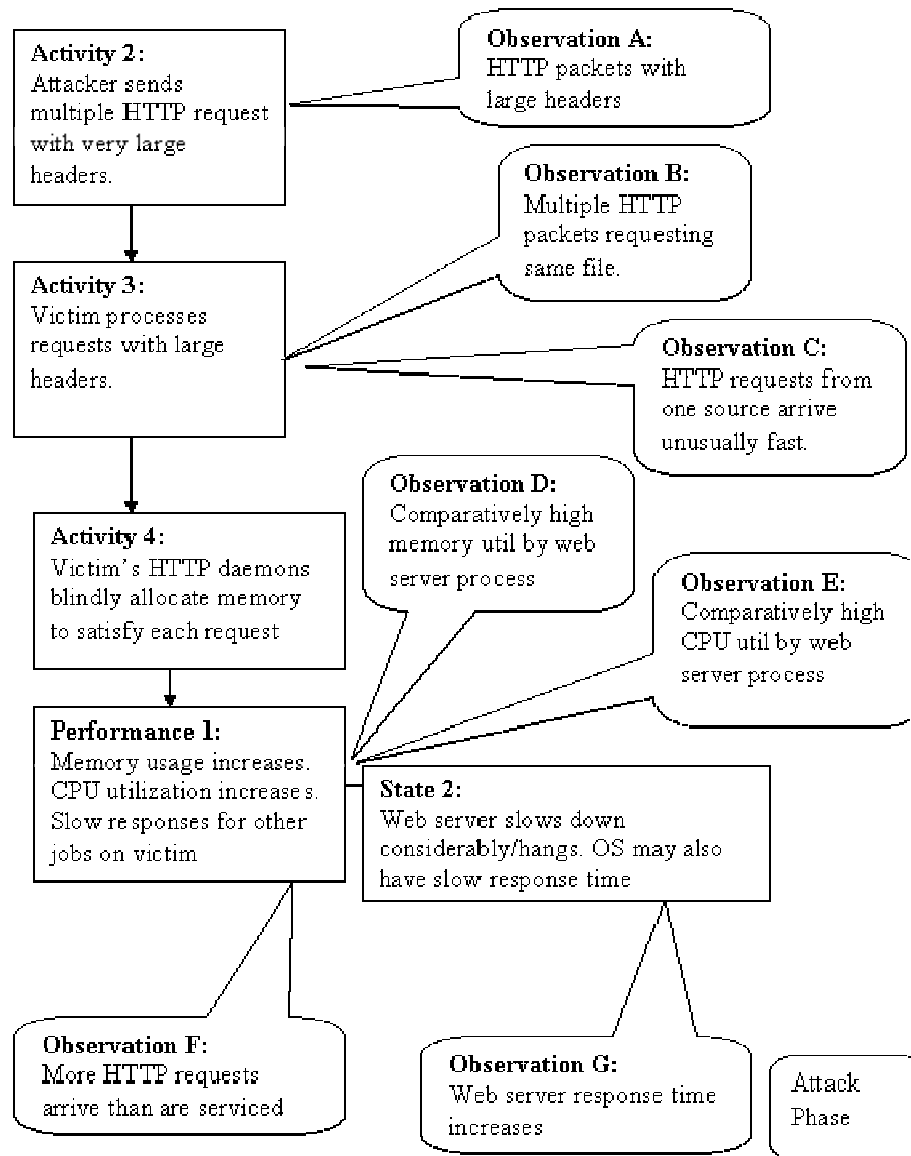 Activity 2:
Attacker sends
multiple HTTP request
with very large
headers.
Observation A:
HTTP packets with
large headers
Observation B:
Multiple HTTP
packets requesting
same file.
Activity 3:
Victim processes
requests with large
headers.
Observation C:
HTTP requests from
one source arrive
unusually fast.
Observation D:
Comparatively high
memory util by web
server process
Activity 4:
Victim's HTTP daemons
blindly allocate memory
to satisfy each request
Observation E:
Comparatively high
CPU util by web
server process
Performance 1:
Memory usage increases.
CPU utilization increases.
Slow responses for other
jobs on victim
State 2:
Web server slows down
considerably/hangs. OS may also
have slow response time
Observation F:
More HTTP requests
arrive than are serviced
Observation G:
Web server response time
increases
Attack
Phase